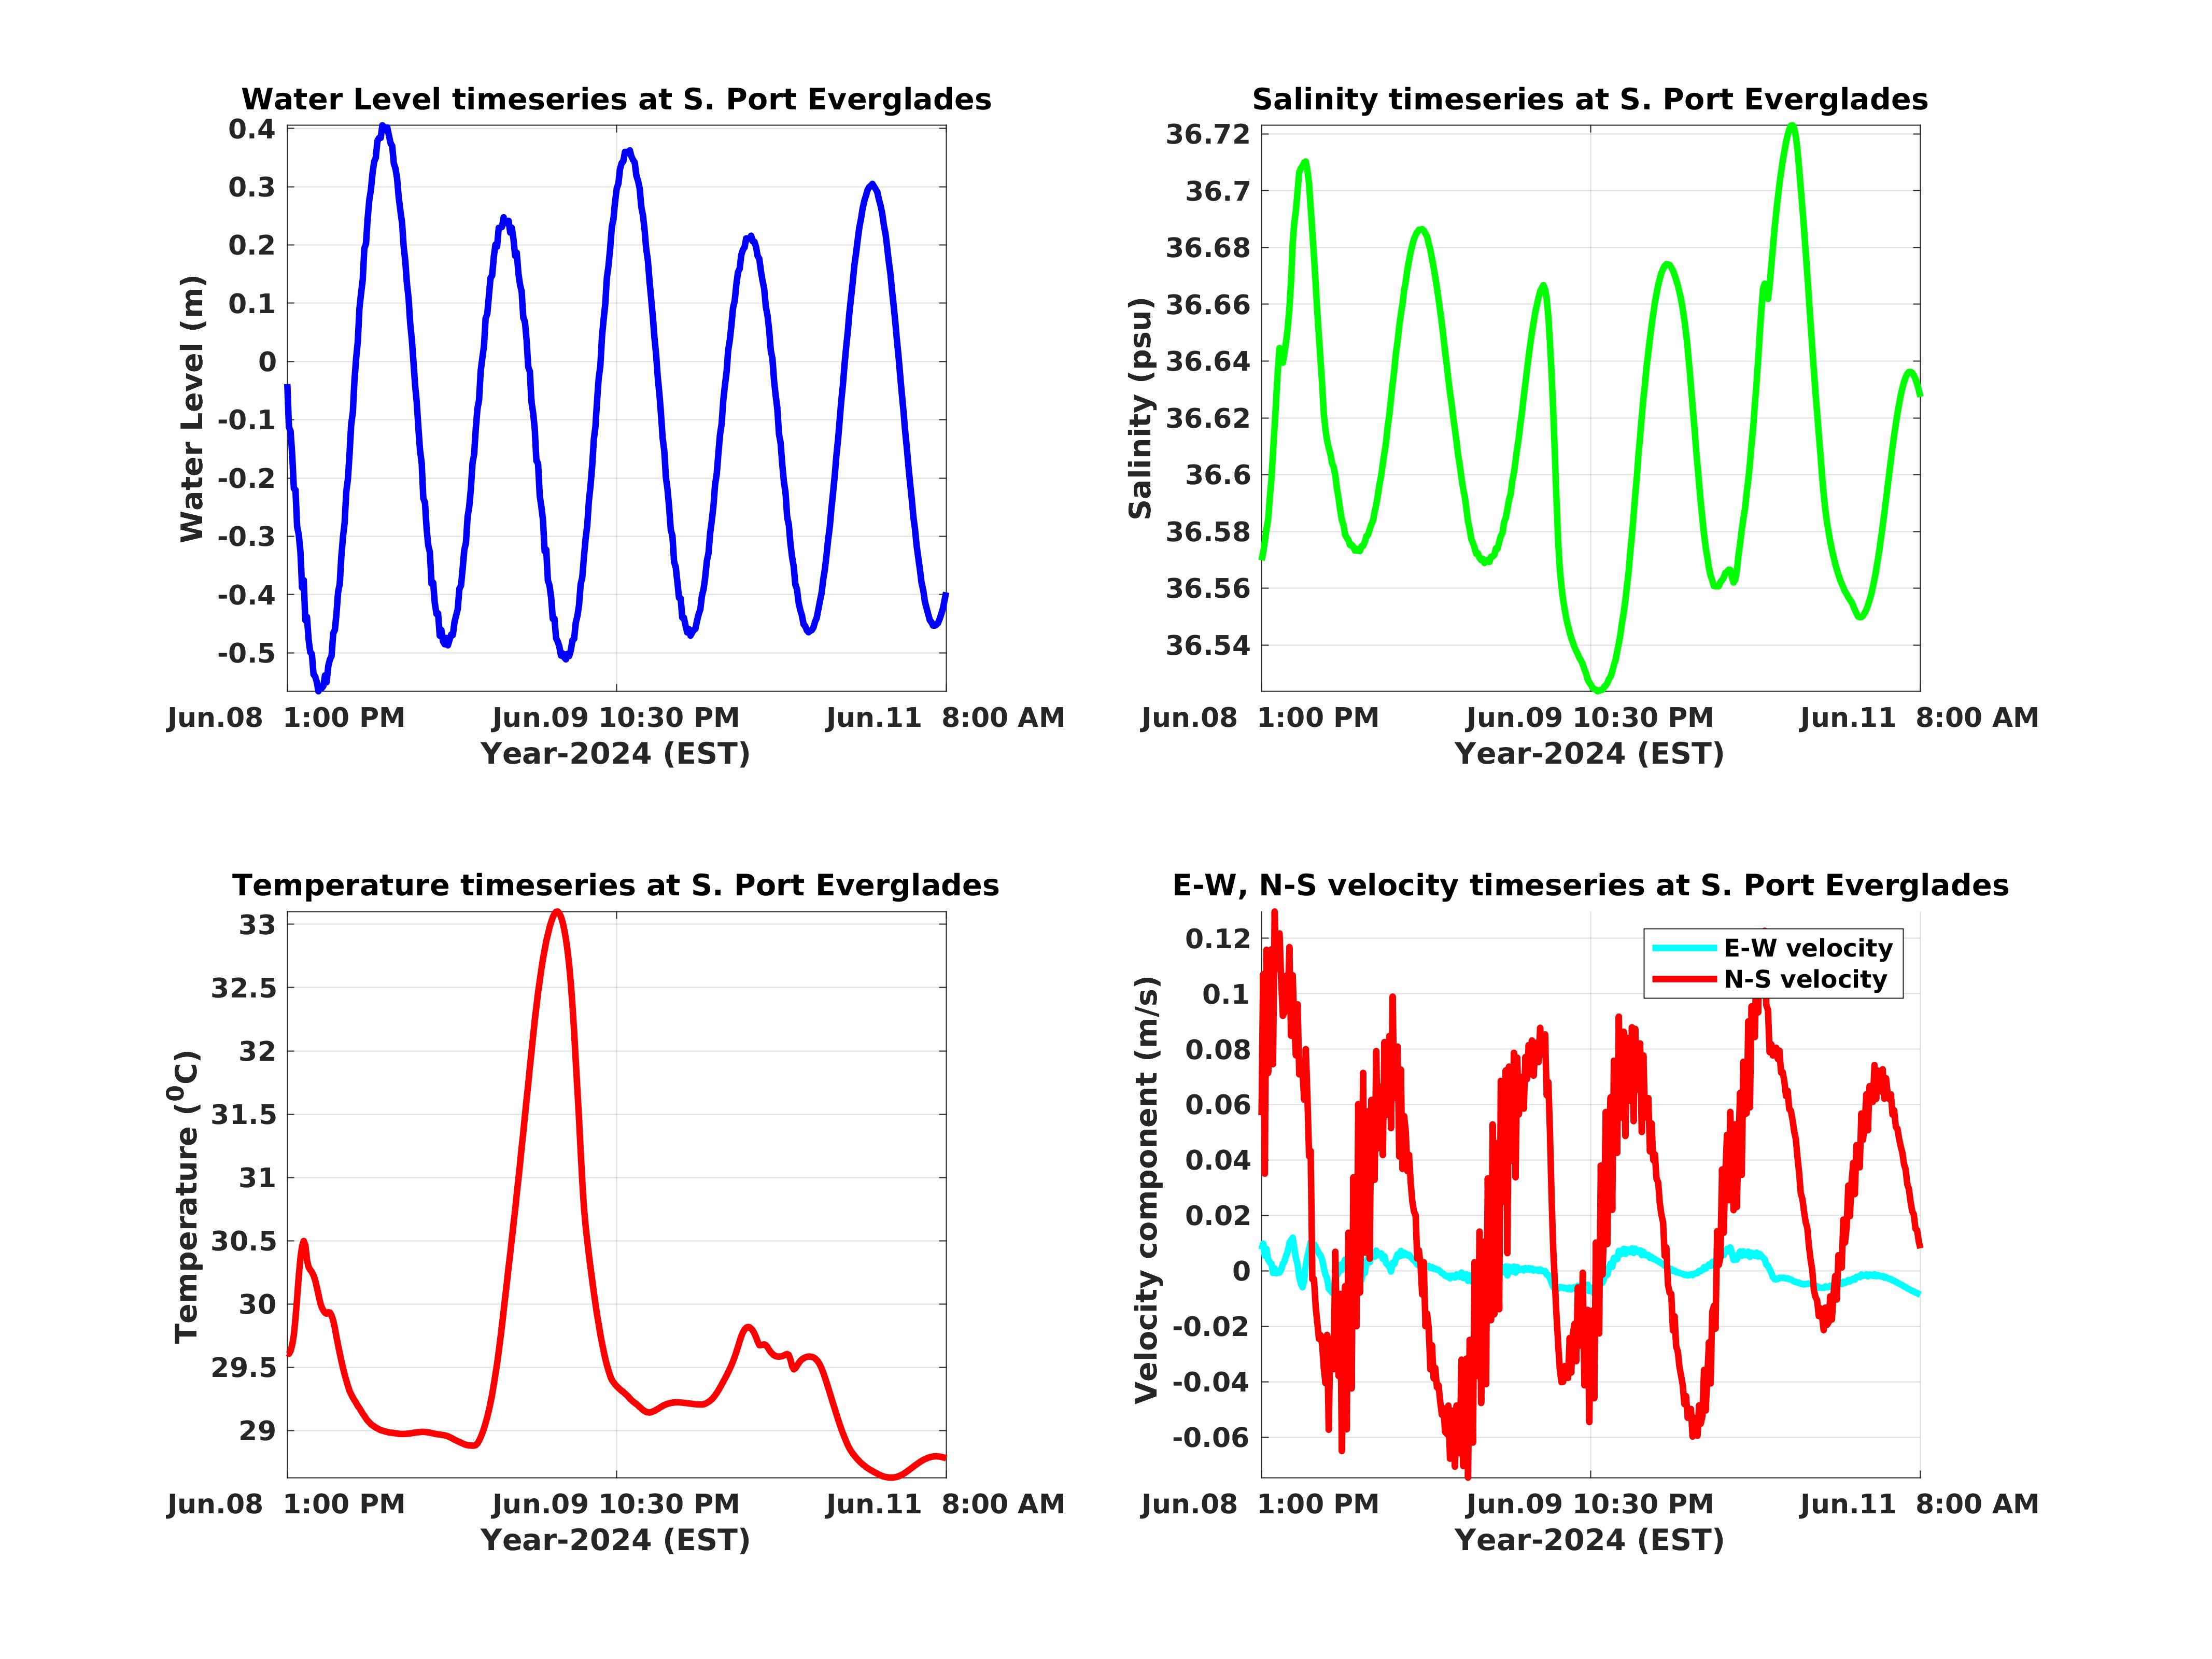 Water Level timeseries at S. Port Everglades
Water Level (m)
0.4
0.3
0.2
0.1
0
-0.1
-0.2
-0.3
-0.4
-0.5
Jun.08 1:00 PM
Jun.09 10:30 PM
Jun.11 8:00 AM
Year-2024 (EST)
Salinity timeseries at S. Port Everglades
Salinity (psu)
36.72
36.7
36.68
36.66
36.64
36.62
36.6
36.58
36.56
36.54
Jun.08 1:00 PM
Jun.09 10:30 PM
Jun.11 8:00 AM
Year-2024 (EST)
Temperature timeseries at S. Port Everglades
Temperature (⁰C)
33
32.5
32
31.5
31
30.5
30
29.5
29
Jun.08 1:00 PM
Jun.09 10:30 PM
Jun.11 8:00 AM
Year-2024 (EST)
E-W, N-S velocity timeseries at S. Port Everglades
Velocity component (m/s)
0.12
0.1
0.08
0.06
0.04
0.02
0
-0.02
-0.04
-0.06
E-W velocity
N-S velocity
Jun.08 1:00 PM
Jun.09 10:30 PM
Jun.11 8:00 AM
Year-2024 (EST)